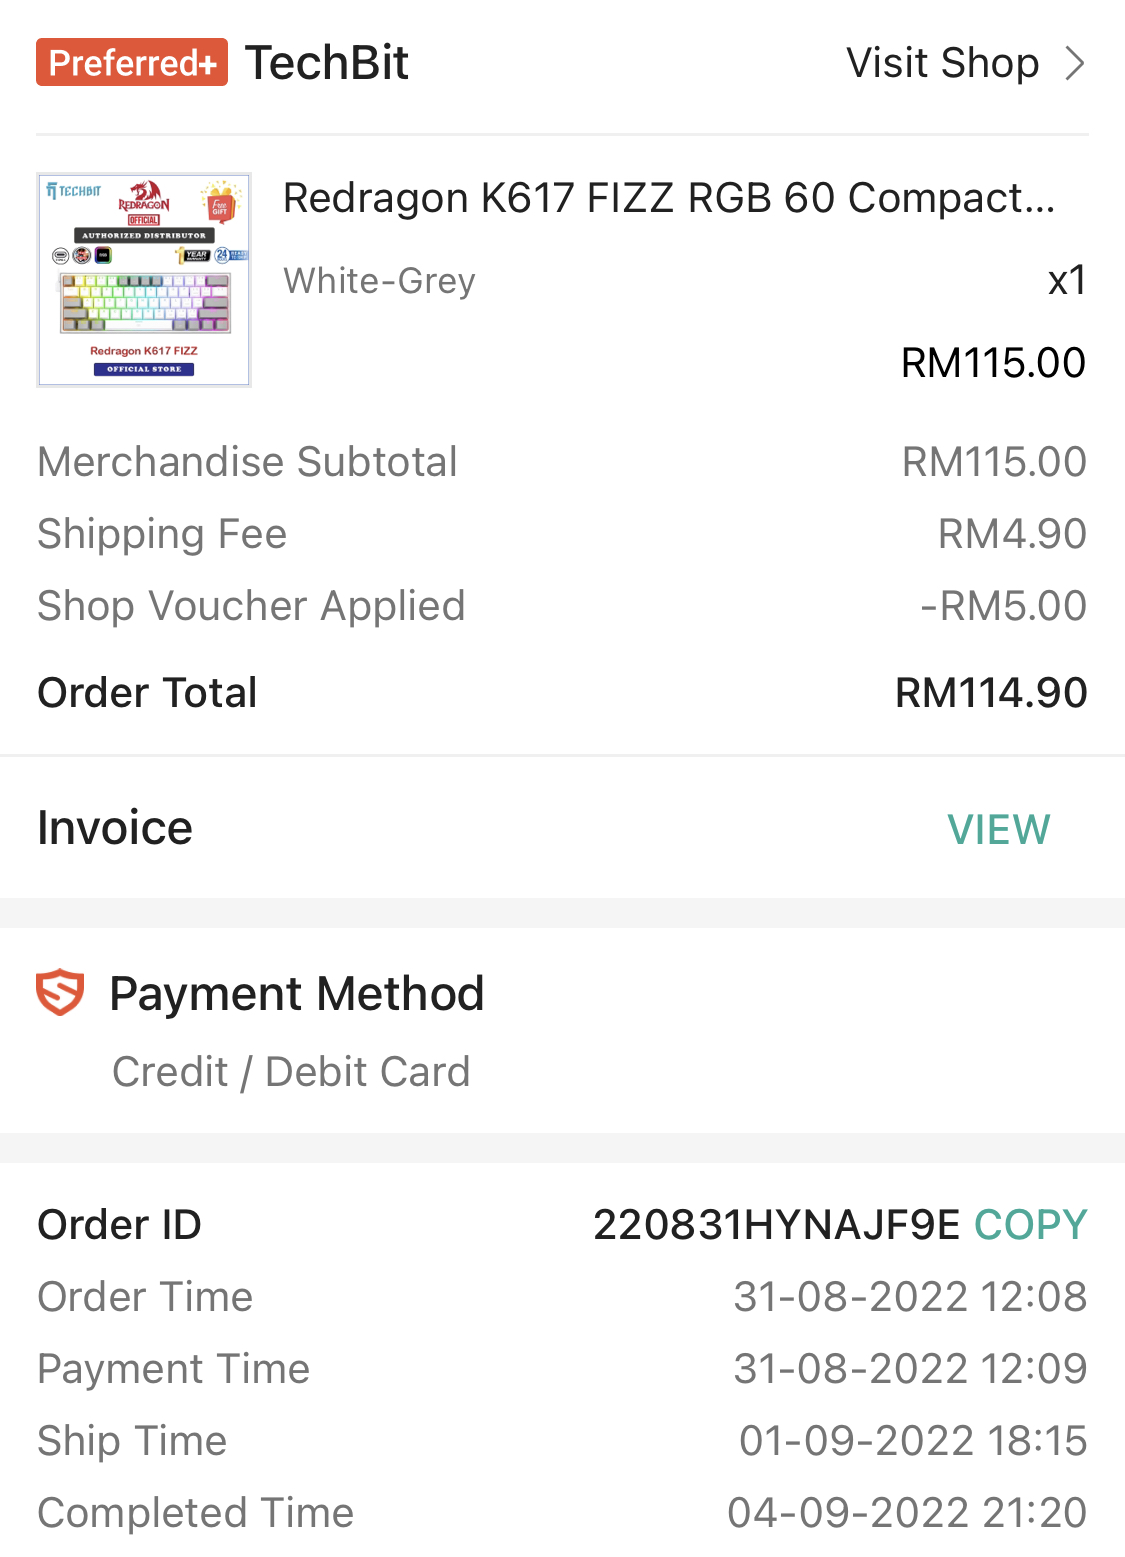 Preferred+ TechBit Visit Shop
TECHBIT
REDRAGON
OFFICIAL
Free
GIFT
AUTHORIZED DISTRIBUTOR
1 YEAR
24
Redragon K617 FIZZ
OFFICIAL STORE
Redragon K617 FIZZ RGB 60 Compact...
White-Grey x1
RM115.00
Merchandise Subtotal RM115.00
Shipping Fee RM4.90
Shop Voucher Applied -RM5.00
Order Total RM114.90
Invoice VIEW
Payment Method
Credit / Debit Card
Order ID 220831HYNAJF9E COPY
Order Time 31-08-2022 12:08
Payment Time 31-08-2022 12:09
Ship Time 01-09-2022 18:15
Completed Time 04-09-2022 21:20